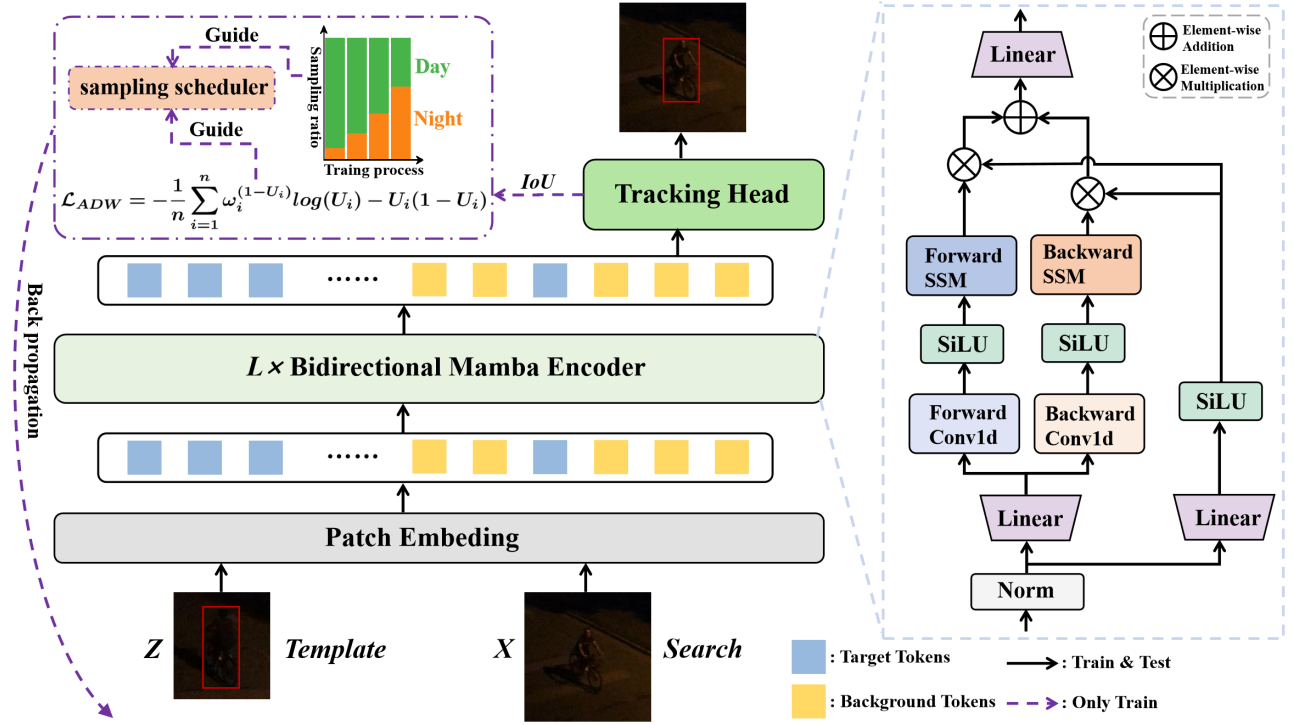 Guide
sampling scheduler
Guide
Sampling ratio
Day
Night
Traing process
$\mathcal{L}_{ADW} = -\frac{1}{n} \sum_{i=1}^{n} \omega_i^{(1-U_i)} log(U_i) - U_i(1-U_i)$
IoU
Tracking Head
Back propagation
L× Bidirectional Mamba Encoder
Patch Embeding
Z
Template
X
Search
: Target Tokens
: Background Tokens
: Train & Test
: Only Train
Linear
Element-wise
Addition
Element-wise
Multiplication
Forward
SSM
Backward
SSM
SiLU
SiLU
SiLU
Forward
Conv1d
Backward
Conv1d
Linear
Linear
Norm